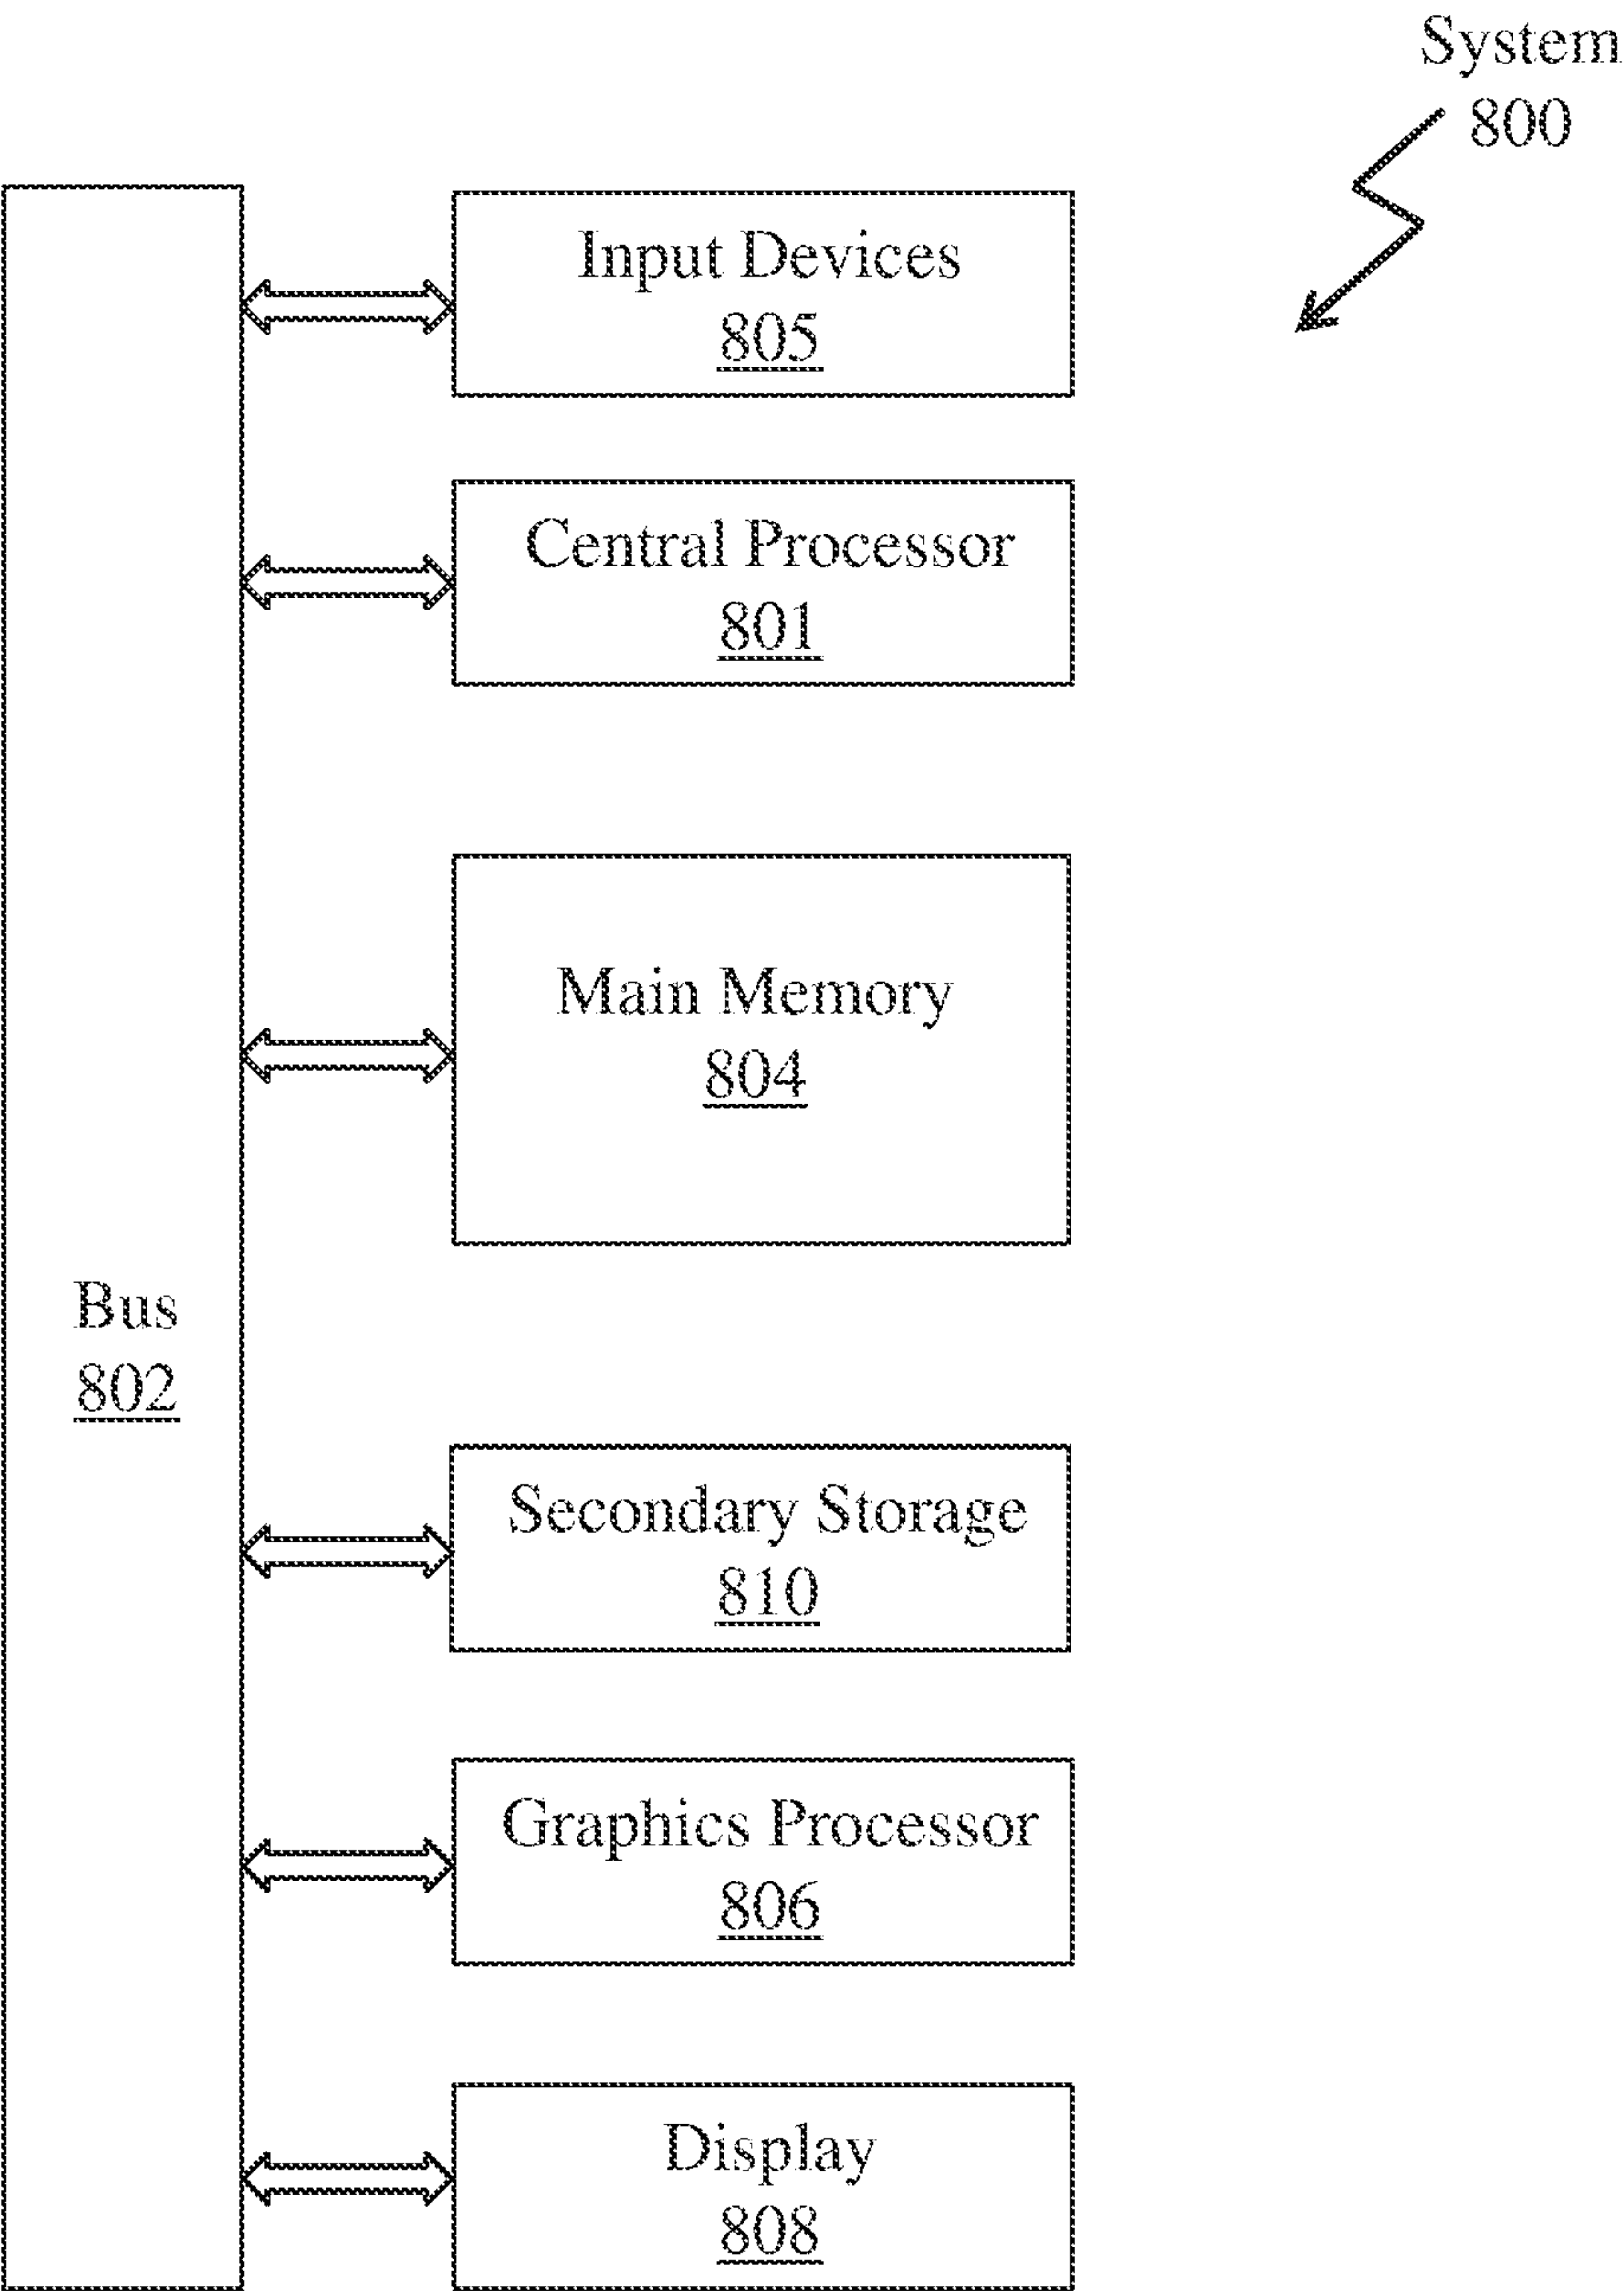 System
800
Input Devices
805
Central Processor
801
Main Memory
804
Bus
802
Secondary Storage
810
Graphics Processor
806
Display
808